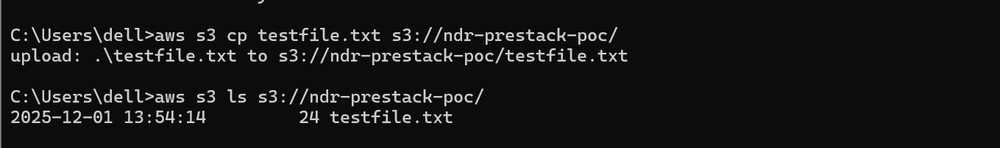 C:\Users\dell>aws s3 cp testfile.txt s3://ndr-prestack-poc/
upload: .\testfile.txt to s3://ndr-prestack-poc/testfile.txt
C:\Users\dell>aws s3 ls s3://ndr-prestack-poc/
2025-12-01 13:54:14         24 testfile.txt